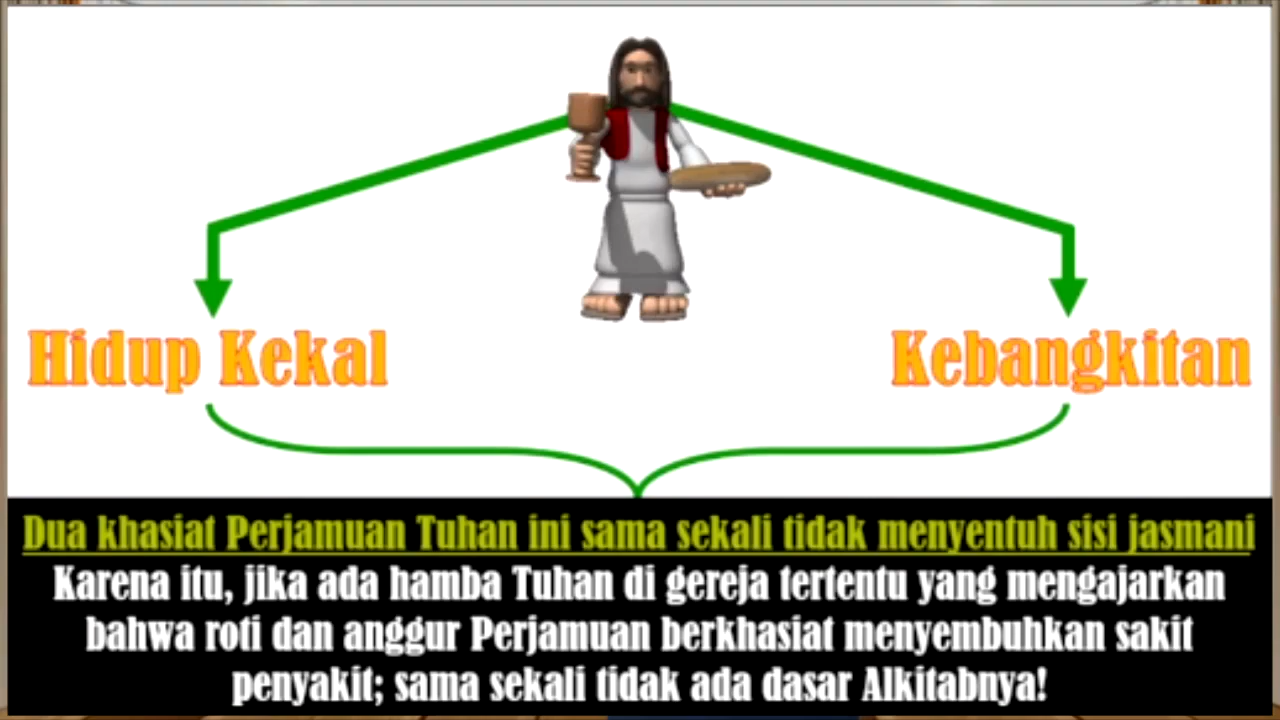 Hidup Kekal
Kebangkitan
Dua khasiat Perjamuan Tuhan ini sama sekali tidak menyentuh sisi jasmani
Karena itu, jika ada hamba Tuhan di gereja tertentu yang mengajarkan
bahwa roti dan anggur Perjamuan berkhasiat menyembuhkan sakit
penyakit; sama sekali tidak ada dasar Alkitabnya!